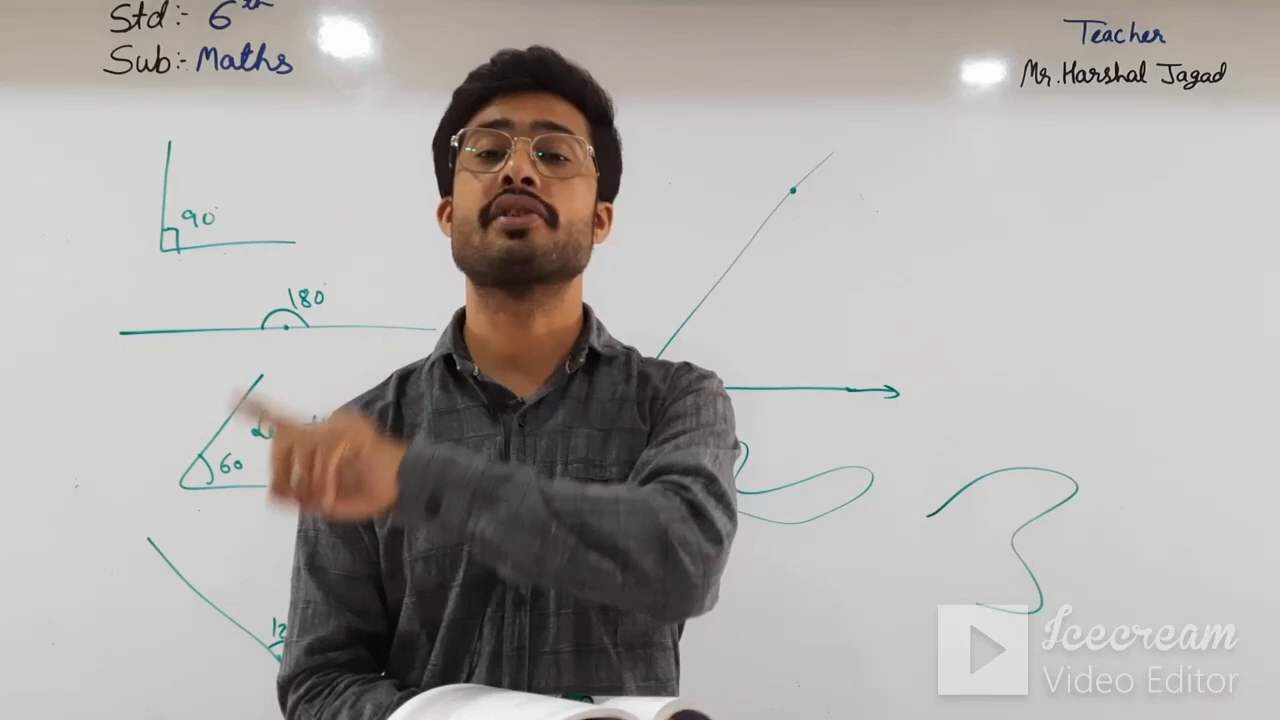 Std:- 6th
Sub:- Maths
Teacher
Mr. Harshal Jagad
90°
180°
60
Icecream
Video Editor